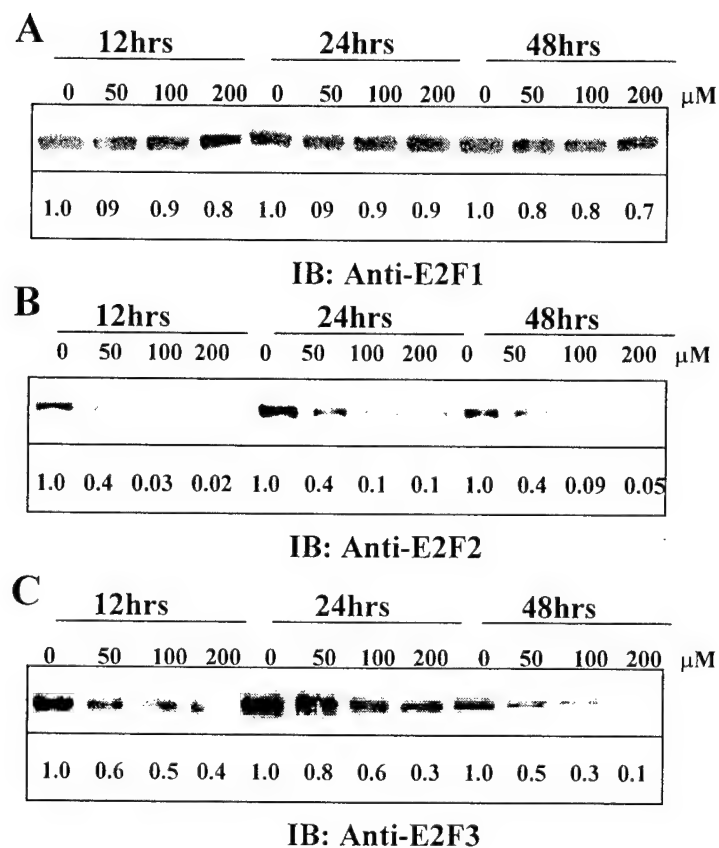 A
12hrs 24hrs 48hrs
0 50 100 200 0 50 100 200 0 50 100 200 μM
1.0 09 0.9 0.8 1.0 09 0.9 0.9 1.0 0.8 0.8 0.7
IB: Anti-E2F1
B
12hrs 24hrs 48hrs
0 50 100 200 0 50 100 200 0 50 100 200 μM
1.0 0.4 0.03 0.02 1.0 0.4 0.1 0.1 1.0 0.4 0.09 0.05
IB: Anti-E2F2
C
12hrs 24hrs 48hrs
0 50 100 200 0 50 100 200 0 50 100 200 μM
1.0 0.6 0.5 0.4 1.0 0.8 0.6 0.3 1.0 0.5 0.3 0.1
IB: Anti-E2F3